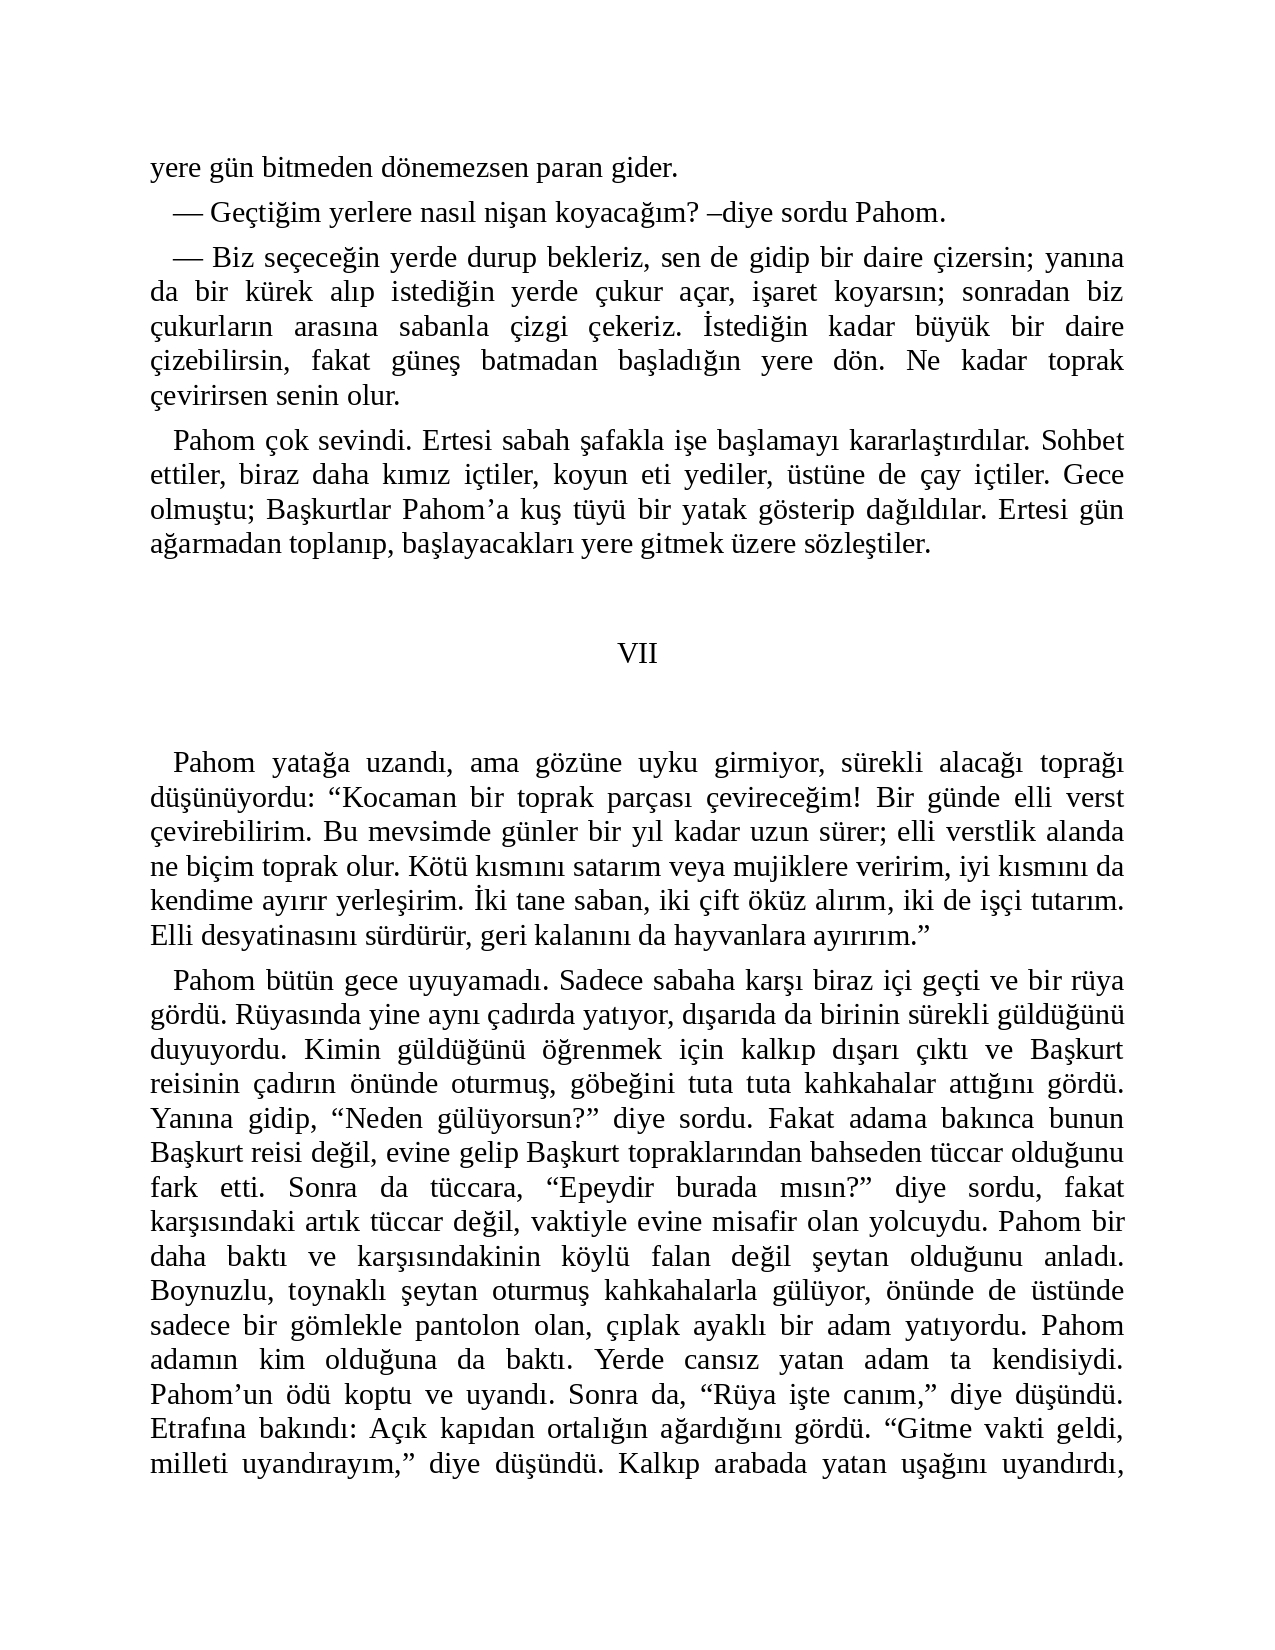 yere gün bitmeden dönemezsen paran gider.
— Geçtiğim yerlere nasıl nişan koyacağım? –diye sordu Pahom.
— Biz seçeceğin yerde durup bekleriz, sen de gidip bir daire çizersin; yanına
da bir kürek alıp istediğin yerde çukur açar, işaret koyarsın; sonradan biz
çukurların arasına sabanla çizgi çekeriz. İstediğin kadar büyük bir daire
çizebilirsin, fakat güneş batmadan başladığın yere dön. Ne kadar toprak
çevirirsen senin olur.
Pahom çok sevindi. Ertesi sabah şafakla işe başlamayı kararlaştırdılar. Sohbet
ettiler, biraz daha kımız içtiler, koyun eti yediler, üstüne de çay içtiler. Gece
olmuştu; Başkurtlar Pahom’a kuş tüyü bir yatak gösterip dağıldılar. Ertesi gün
ağarmadan toplanıp, başlayacakları yere gitmek üzere sözleştiler.
VII
Pahom yatağa uzandı, ama gözüne uyku girmiyor, sürekli alacağı toprağı
düşünüyordu: “Kocaman bir toprak parçası çevireceğim! Bir günde elli verst
çevirebilirim. Bu mevsimde günler bir yıl kadar uzun sürer; elli verstlik alanda
ne biçim toprak olur. Kötü kısmını satarım veya mujiklere veririm, iyi kısmını da
kendime ayırır yerleşirim. İki tane saban, iki çift öküz alırım, iki de işçi tutarım.
Elli desyatinasını sürdürür, geri kalanını da hayvanlara ayırırım.”
Pahom bütün gece uyuyamadı. Sadece sabaha karşı biraz içi geçti ve bir rüya
gördü. Rüyasında yine aynı çadırda yatıyor, dışarıda da birinin sürekli güldüğünü
duyuyordu. Kimin güldüğünü öğrenmek için kalkıp dışarı çıktı ve Başkurt
reisinin çadırın önünde oturmuş, göbeğini tuta tuta kahkahalar attığını gördü.
Yanına gidip, “Neden gülüyorsun?” diye sordu. Fakat adama bakınca bunun
Başkurt reisi değil, evine gelip Başkurt topraklarından bahseden tüccar olduğunu
fark etti. Sonra da tüccara, “Epeydir burada mısın?” diye sordu, fakat
karşısındaki artık tüccar değil, vaktiyle evine misafir olan yolcuydu. Pahom bir
daha baktı ve karşısındakinin köylü falan değil şeytan olduğunu anladı.
Boynuzlu, toynaklı şeytan oturmuş kahkahalarla gülüyor, önünde de üstünde
sadece bir gömlekle pantolon olan, çıplak ayaklı bir adam yatıyordu. Pahom
adamın kim olduğuna da baktı. Yerde cansız yatan adam ta kendisiydi.
Pahom’un ödü koptu ve uyandı. Sonra da, “Rüya işte canım,” diye düşündü.
Etrafına bakındı: Açık kapıdan ortalığın ağardığını gördü. “Gitme vakti geldi,
milleti uyandırayım,” diye düşündü. Kalkıp arabada yatan uşağını uyandırdı,